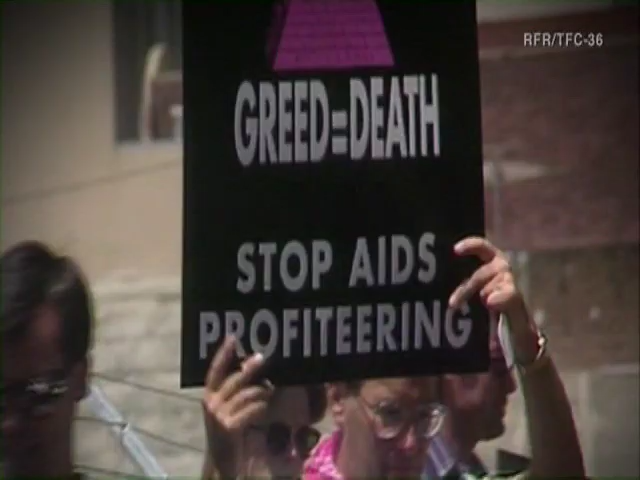 RFR/TFC-36
GREED=DEATH
STOP AIDS
PROFITEERING